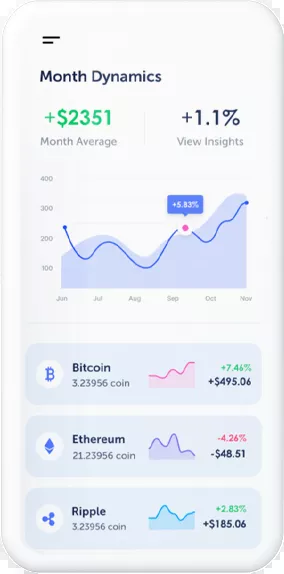 Month Dynamics
+$2351
+1.1%
Month Average
View Insights
400
300
200
100
+5.83%
Jun
Jul
Aug
Sep
Oct
Nov
Bitcoin
3.23956 coin
+7.46%
+$495.06
Ethereum
21.23956 coin
-4.26%
-$48.51
Ripple
3.23956 coin
+2.83%
+$185.06